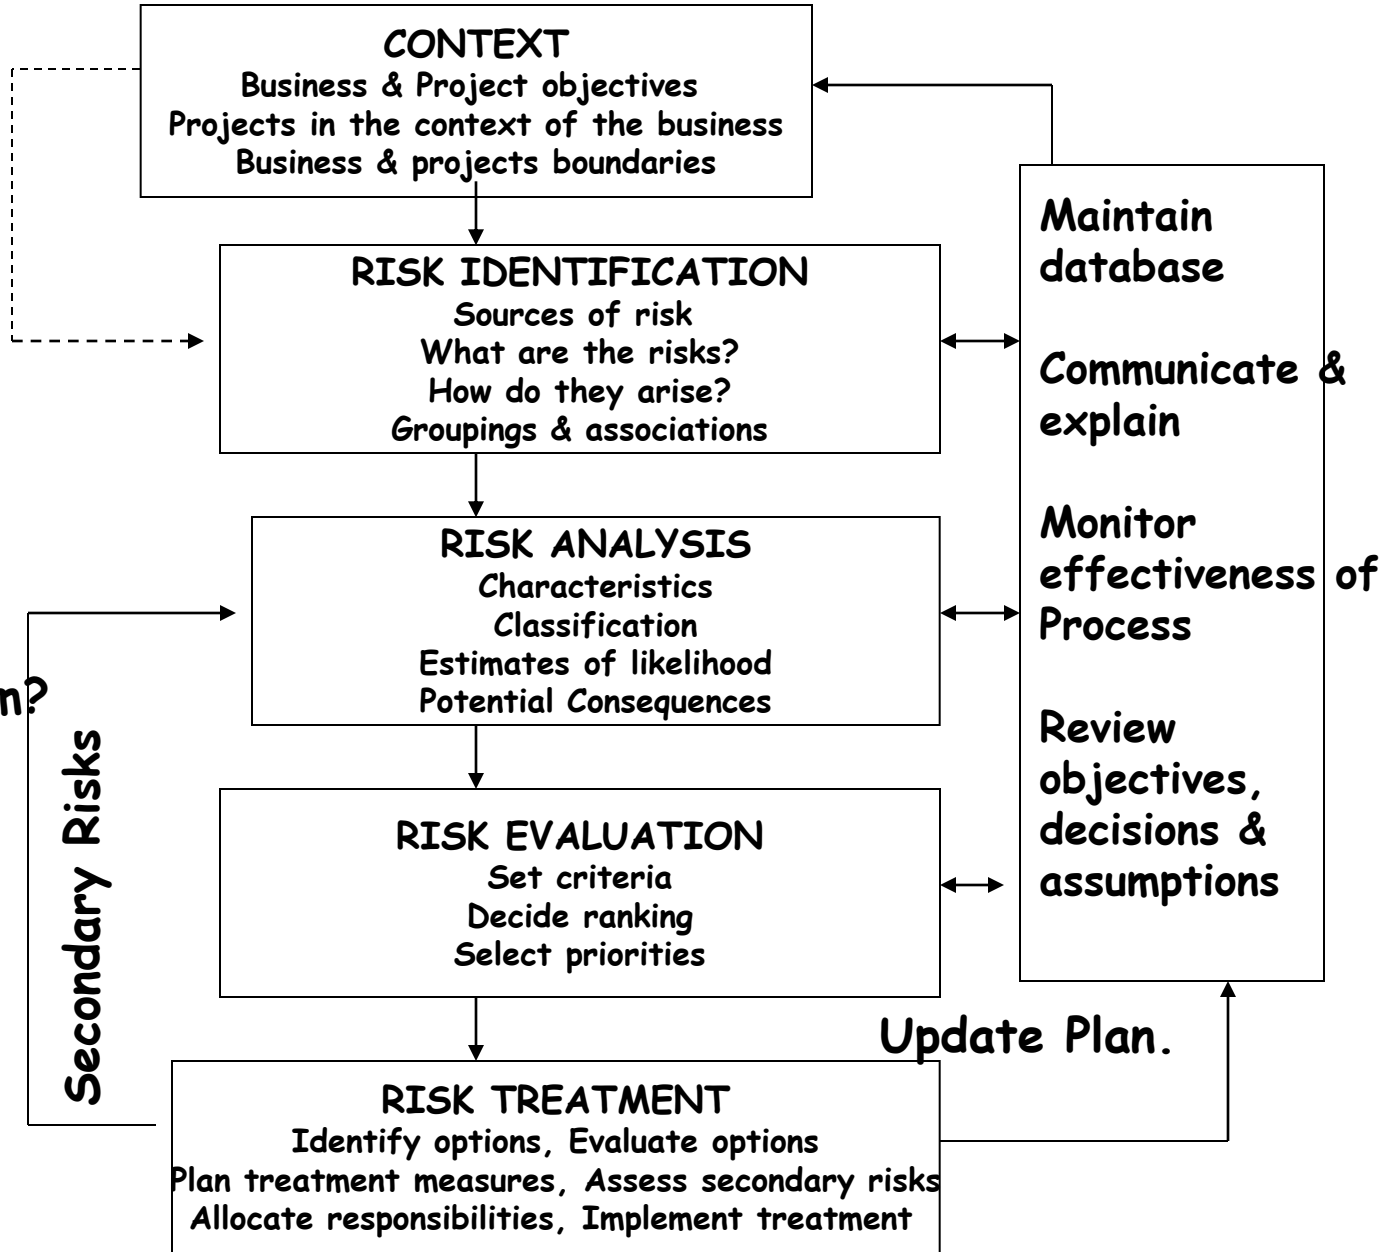 CONTEXT
Business & Project objectives
Projects in the context of the business
Business & projects boundaries
RISK IDENTIFICATION
Sources of risk
What are the risks?
How do they arise?
Groupings & associations
RISK ANALYSIS
Characteristics
Classification
Estimates of likelihood
Potential Consequences
RISK EVALUATION
Set criteria
Decide ranking
Select priorities
RISK TREATMENT
Identify options, Evaluate options
Plan treatment measures, Assess secondary risks
Allocate responsibilities, Implement treatment
Maintain
database
Communicate &
explain
Monitor
effectiveness of
Process
Review
objectives,
decisions &
assumptions
Update Plan.
Secondary Risks